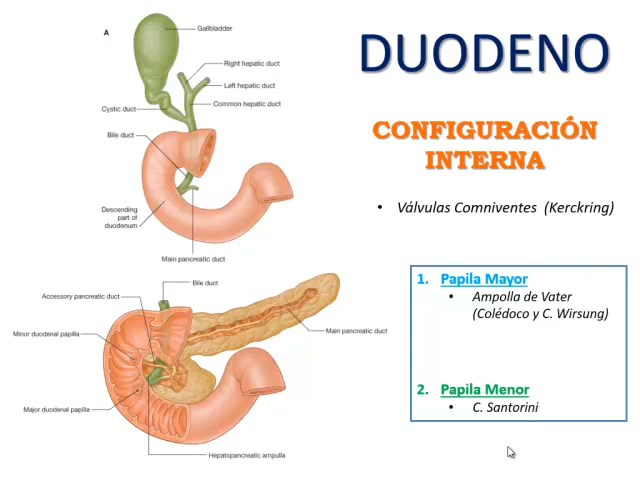 A
Gallbladder
Right hepatic duct
Left hepatic duct
Common hepatic duct
Cystic duct
Bile duct
Descending
part of
duodenum
Main pancreatic duct
Bile duct
Accessory pancreatic duct
Main pancreatic duct
Minor duodenal papilla
Major duodenal papilla
Hepatopancreatic ampulla
DUODENO
CONFIGURACIÓN
INTERNA
• Válvulas Comniventes (Kerckring)
1. Papila Mayor
• Ampolla de Vater
(Colédoco y C. Wirsung)
2. Papila Menor
• C. Santorini